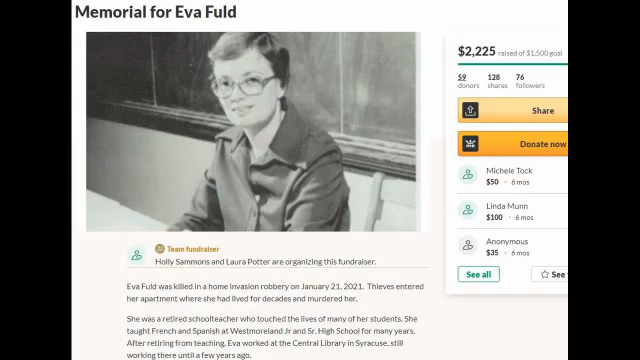 Memorial for Eva Fuld
$2,225 raised of $1,500 goal
59 128 76
donors shares followers
Share
Donate now
Michele Tock
$50 • 6 mos
Linda Munn
$100 • 6 mos
Anonymous
$35 • 6 mos
See all
Team fundraiser
Holly Sammons and Laura Potter are organizing this fundraiser.
Eva Fuld was killed in a home invasion robbery on January 21, 2021. Thieves entered
her apartment where she had lived for decades and murdered her.
She was a retired schoolteacher who touched the lives of many of her students. She
taught French and Spanish at Westmoreland Jr and Sr. High School for many years.
After retiring from teaching, Eva worked at the Central Library in Syracuse, still
working there until a few years ago.